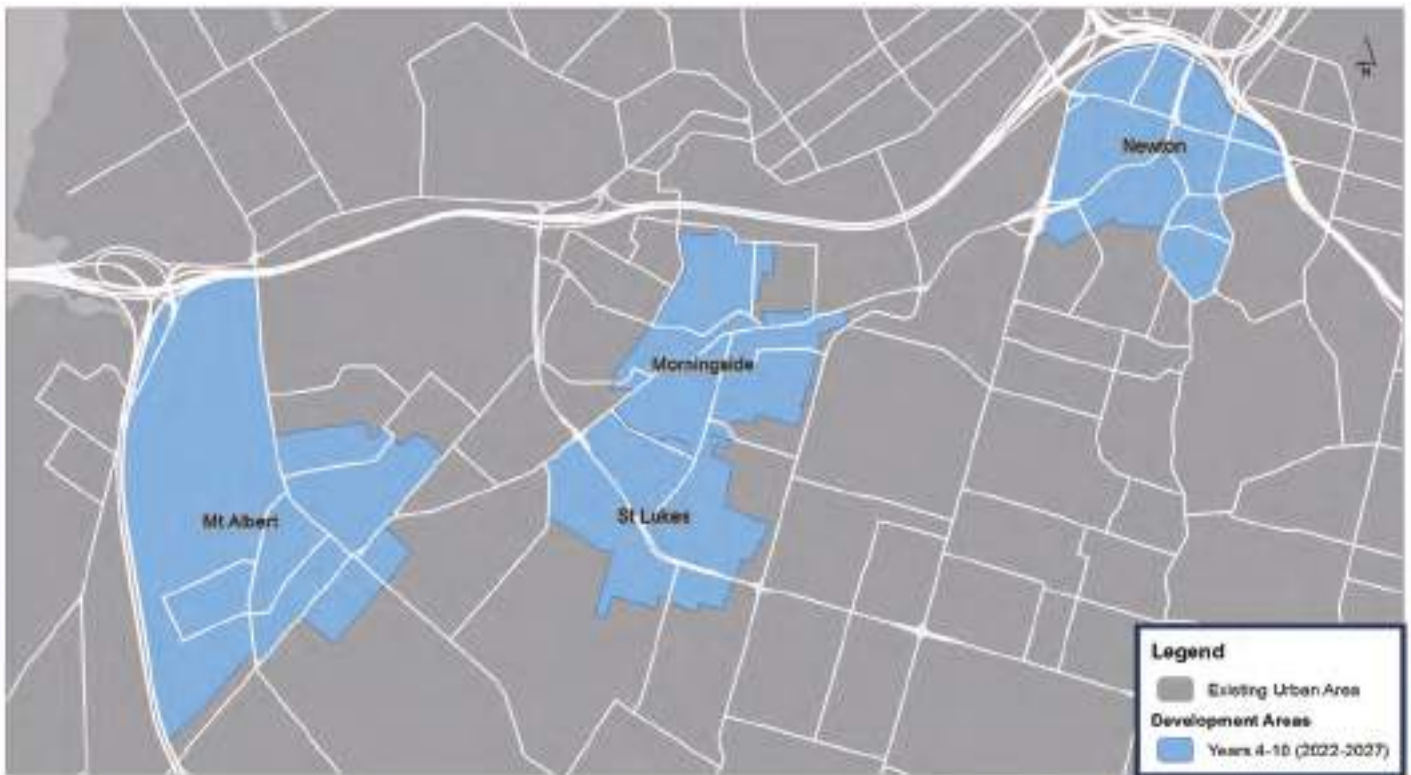 N
Newton
Morningside
Mt Albert
St Lukes
Legend
Existing Urban Area
Development Areas
Years 4-10 (2022-2027)